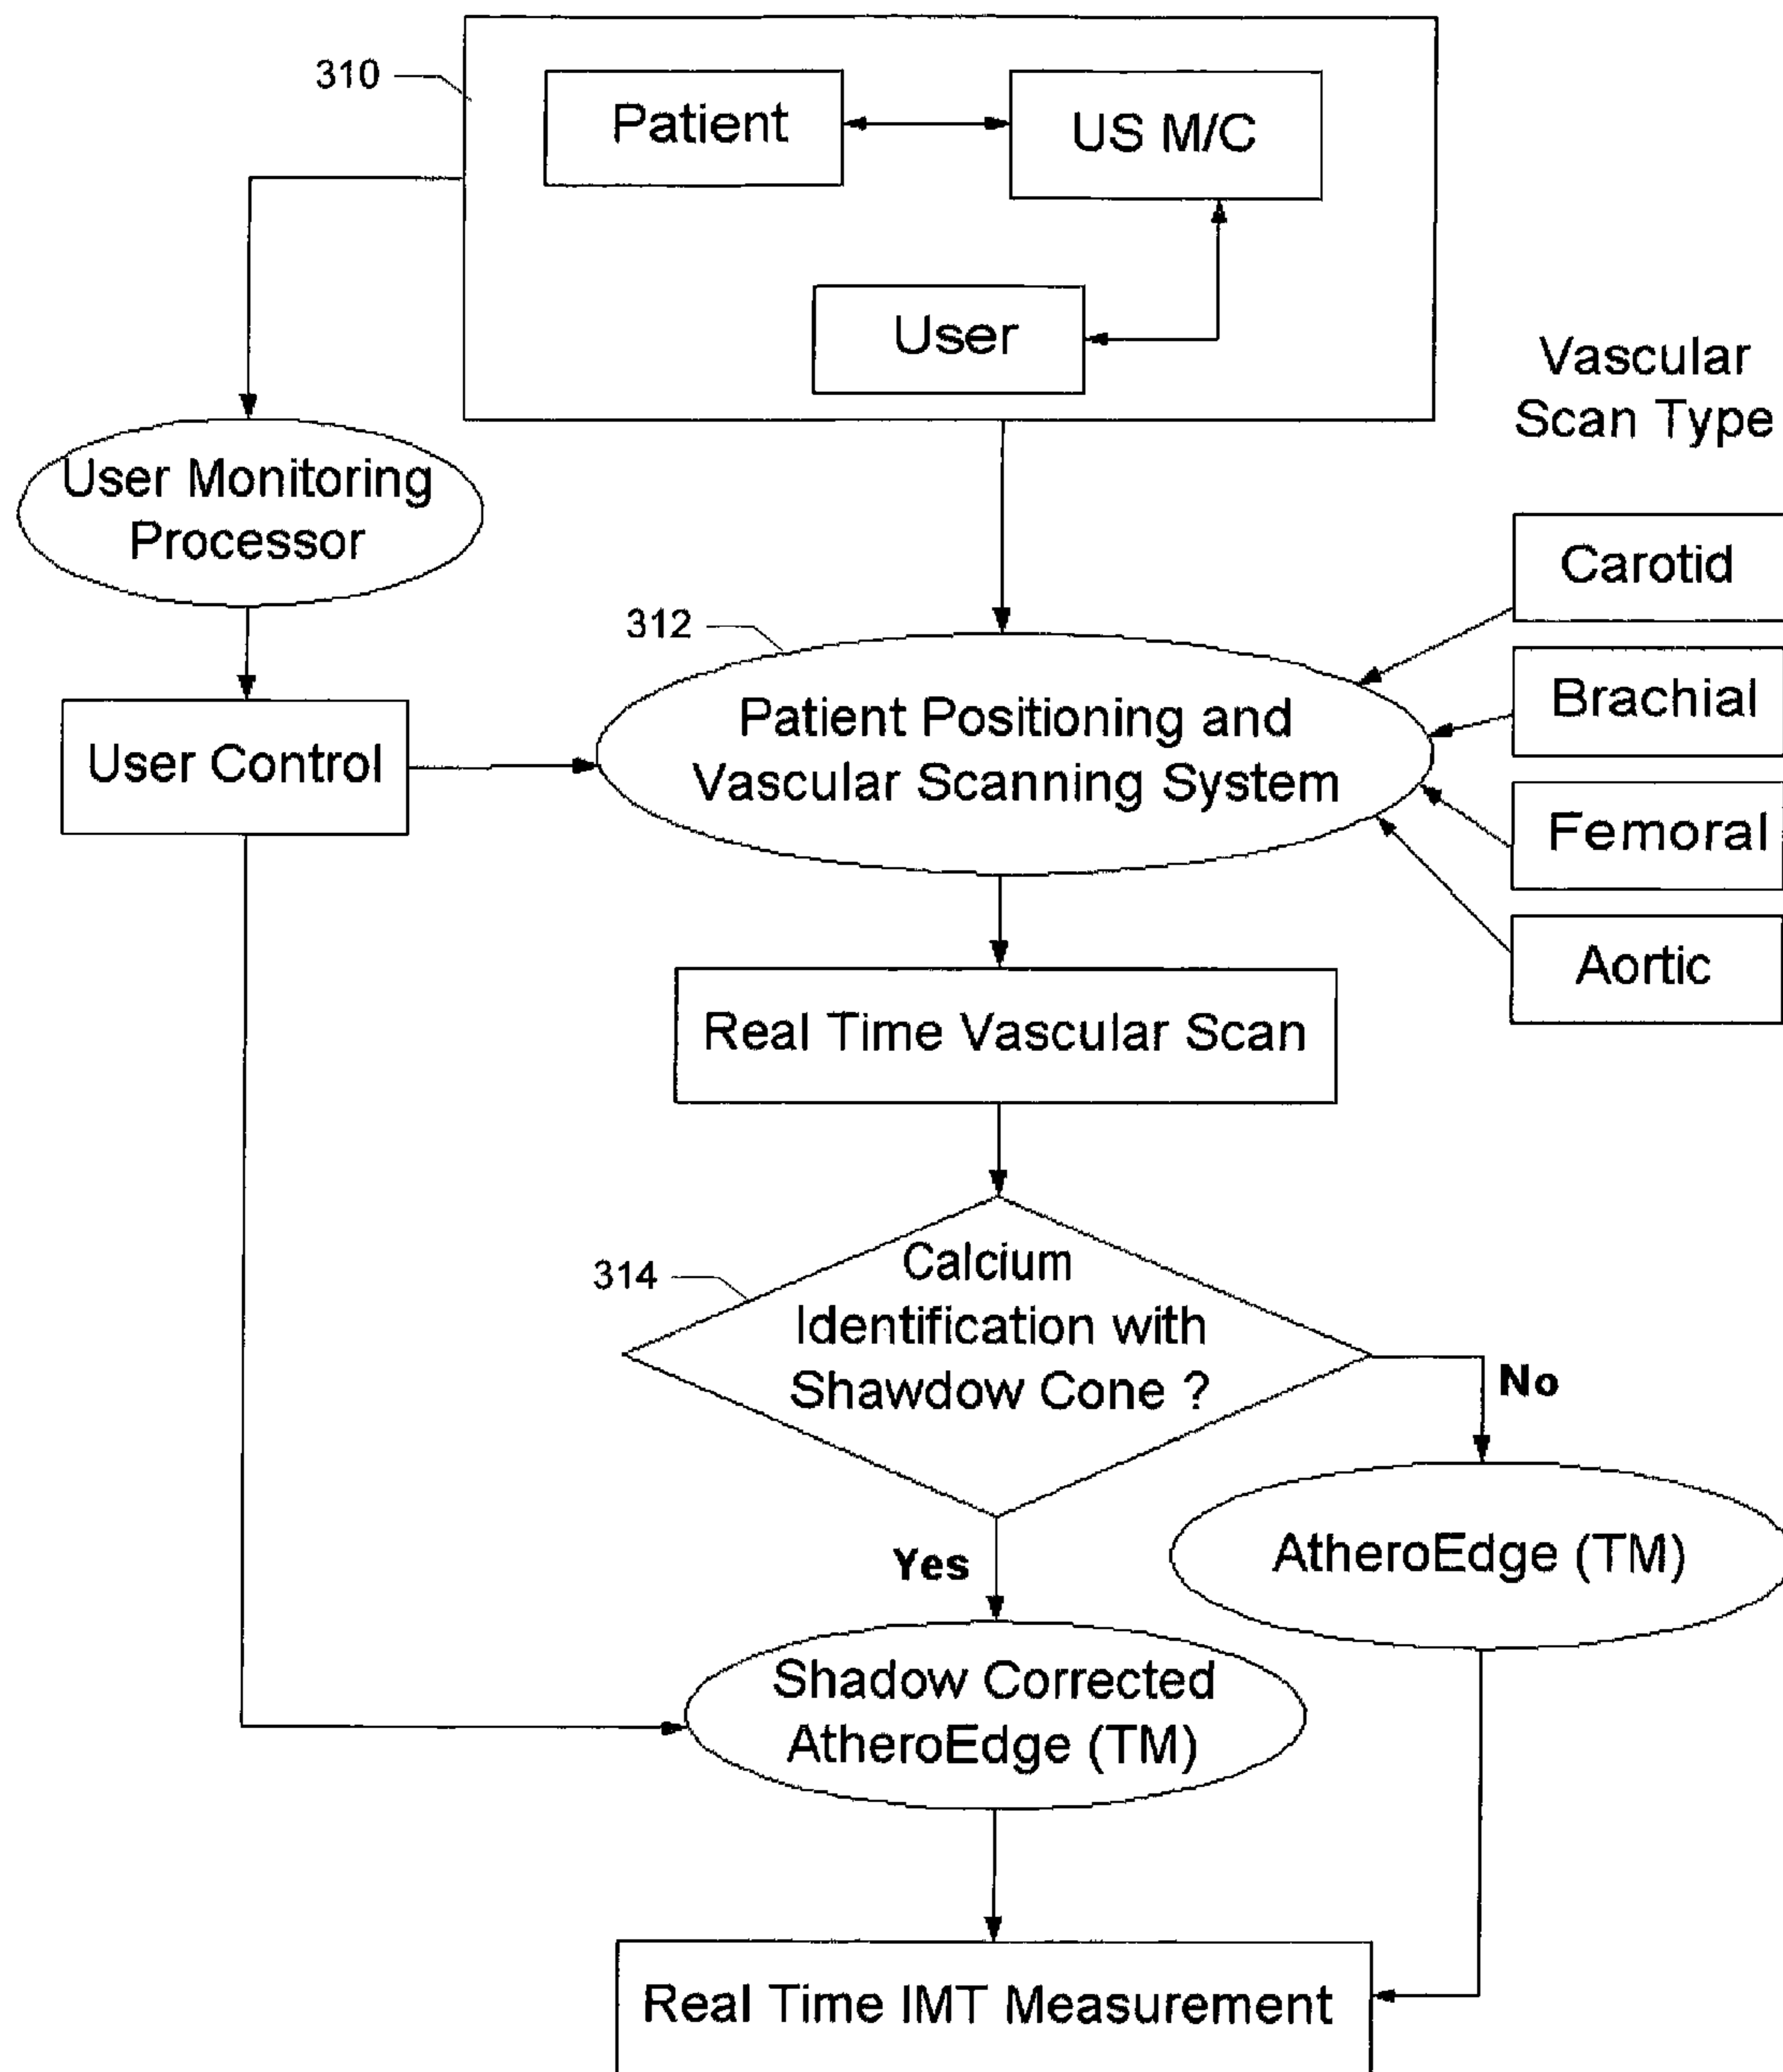 310
Patient
US M/C
User
Vascular
Scan Type
User Monitoring
Processor
Carotid
312
Brachial
User Control
Patient Positioning and
Vascular Scanning System
Femoral
Aortic
Real Time Vascular Scan
314
Calcium
Identification with
Shawdow Cone ?
No
Yes
AtheroEdge (TM)
Shadow Corrected
AtheroEdge (TM)
Real Time IMT Measurement